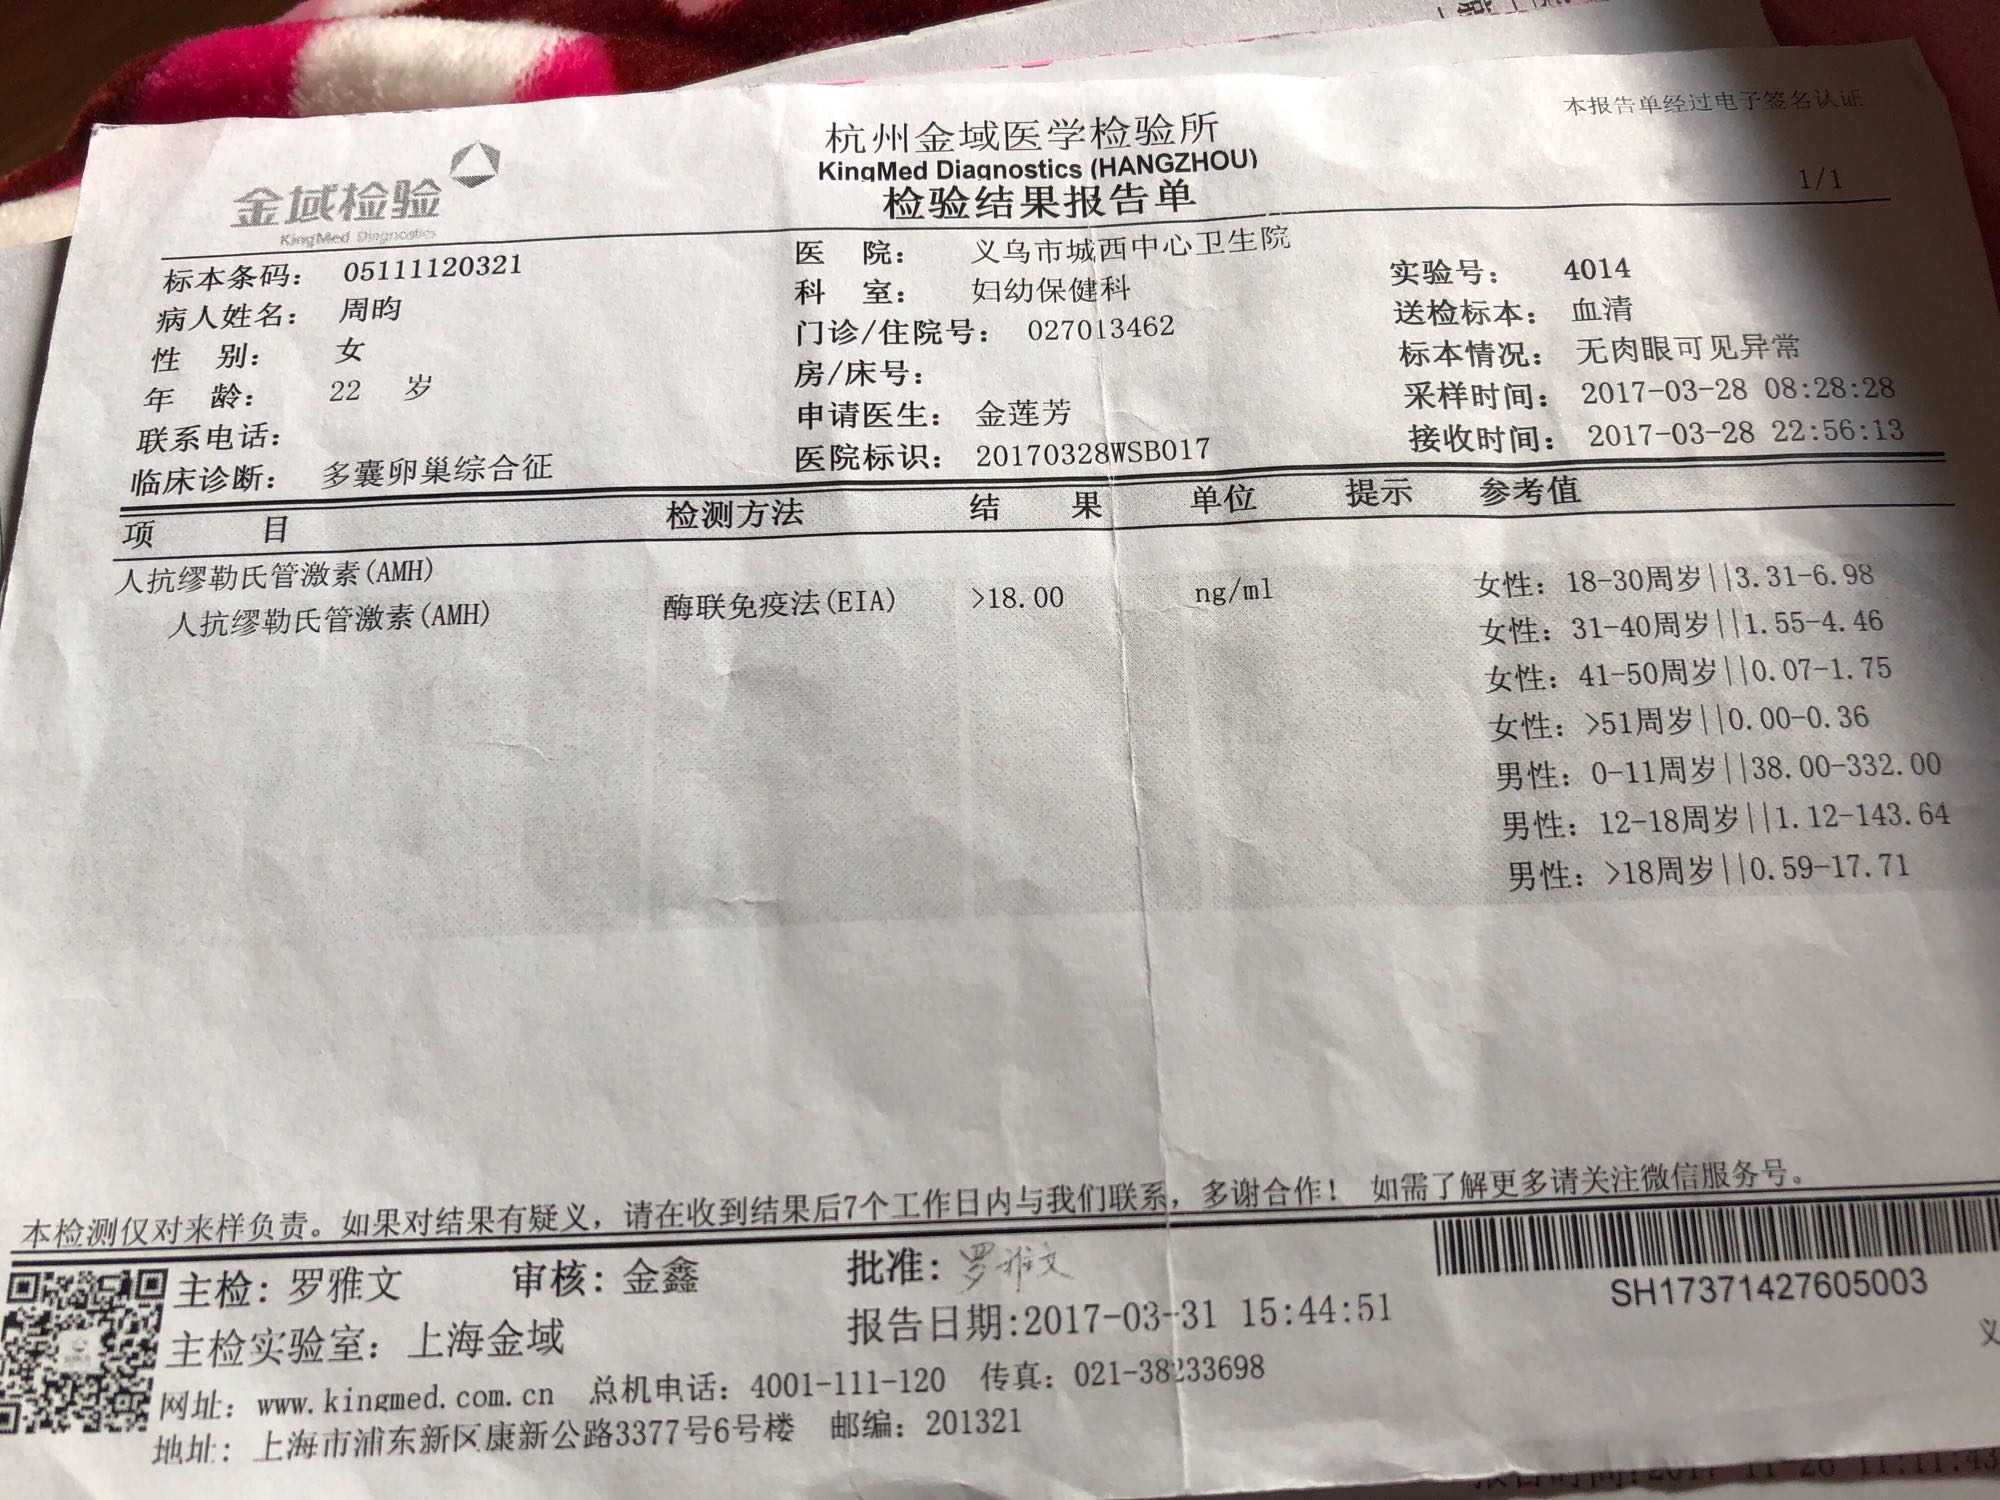 本报告单经过电子签名认证
杭州金域医学检验所
KingMed Diagnostics (HANGZHOU)
1/1
金域检验
KingMed Diagnostics
检验结果报告单
标本条码: 05111120321
医 院: 义乌市城西中心卫生院
实验号: 4014
病人姓名: 周昀
科 室: 妇幼保健科
送检标本: 血清
性 别: 女
门诊/住院号: 027013462
标本情况: 无肉眼可见异常
年 龄: 22 岁
房/床号:
采样时间: 2017-03-28 08:28:28
联系电话:
申请医生: 金莲芳
接收时间: 2017-03-28 22:56:13
临床诊断: 多囊卵巢综合征
医院标识: 20170328WSB017
项 目 检测方法 结 果 单位 提示 参考值
人抗缪勒氏管激素(AMH)
人抗缪勒氏管激素(AMH) 酶联免疫法(EIA) >18.00 ng/ml 女性: 18-30周岁||3.31-6.98
女性: 31-40周岁||1.55-4.46
女性: 41-50周岁||0.07-1.75
女性: >51周岁||0.00-0.36
男性: 0-11周岁||38.00-332.00
男性: 12-18周岁||1.12-143.64
男性: >18周岁||0.59-17.71
本检测仅对来样负责。如果对结果有疑义，请在收到结果后7个工作日内与我们联系，多谢合作！ 如需了解更多请关注微信服务号。
主检: 罗雅文 审核: 金鑫 批准: 罗雅文
SH17371427605003
主检实验室: 上海金域 报告日期:2017-03-31 15:44:51
义
网址: www.kingmed.com.cn 总机电话: 4001-111-120 传真: 021-38233698
地址: 上海市浦东新区康新公路3377号6号楼 邮编: 201321